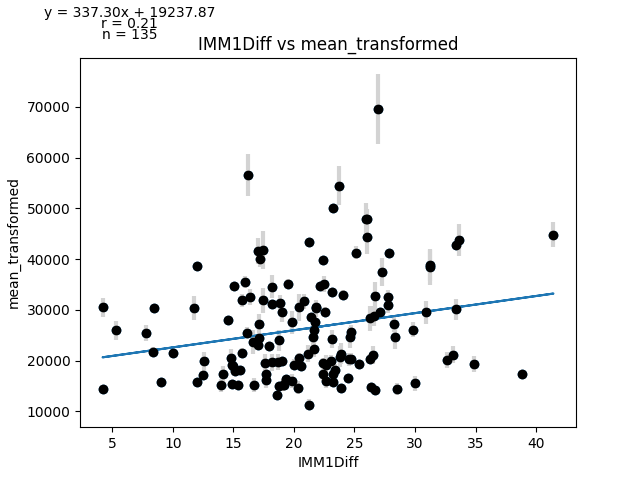 y = 337.30x + 19237.87
r = 0.21
n = 135
IMM1Diff vs mean_transformed
70000
60000
50000
40000
30000
20000
10000
mean_transformed
5 10 15 20 25 30 35 40
IMM1Diff